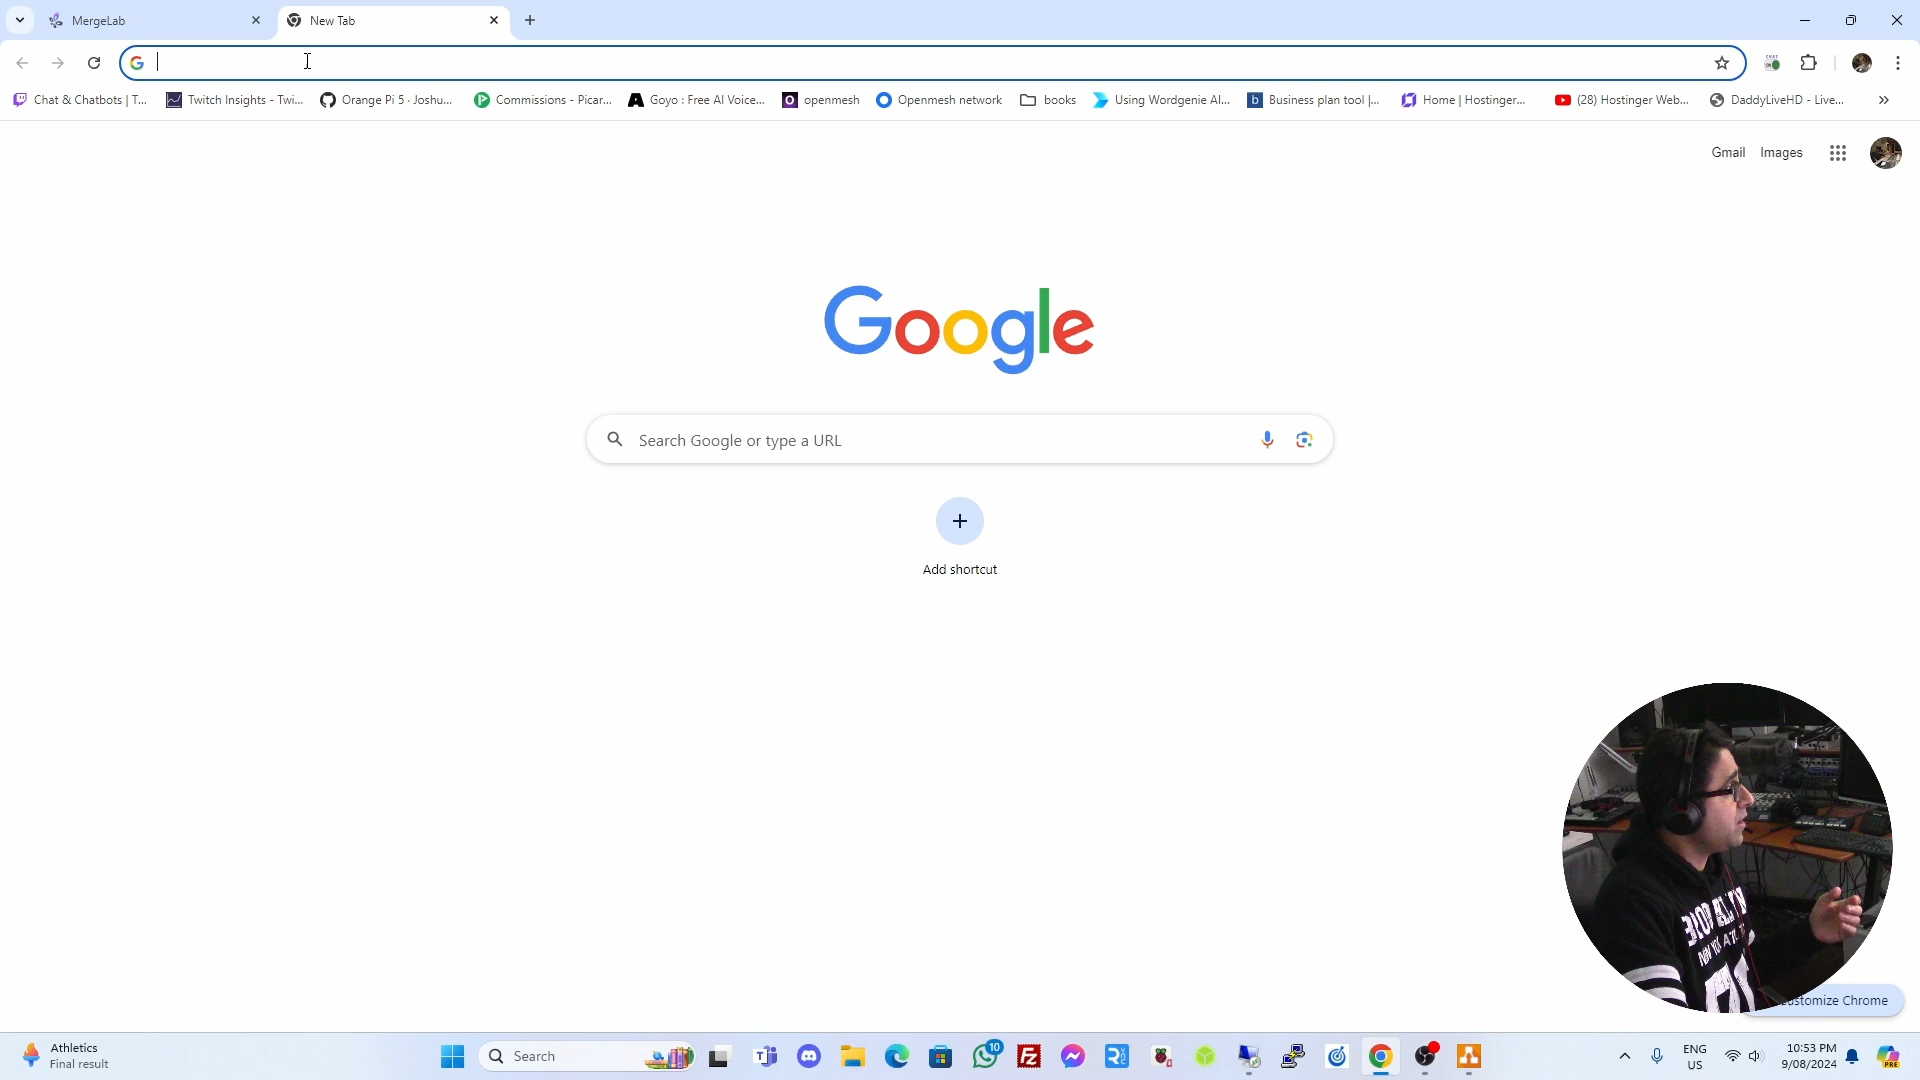 MergeLab
New Tab
Chat & Chatbots | T...
Twitch Insights - Twi...
Orange Pi 5 · Joshu...
Commissions - Picar...
Goyo : Free AI Voice...
openmesh
Openmesh network
books
Using Wordgenie AI...
Business plan tool |...
Home | Hostinger...
(28) Hostinger Web...
DaddyLiveHD - Live...
Gmail
Images
Google
Search Google or type a URL
Add shortcut
Customize Chrome
Athletics
Final result
Search
10
ENG
US
10:53 PM
9/08/2024
PRE